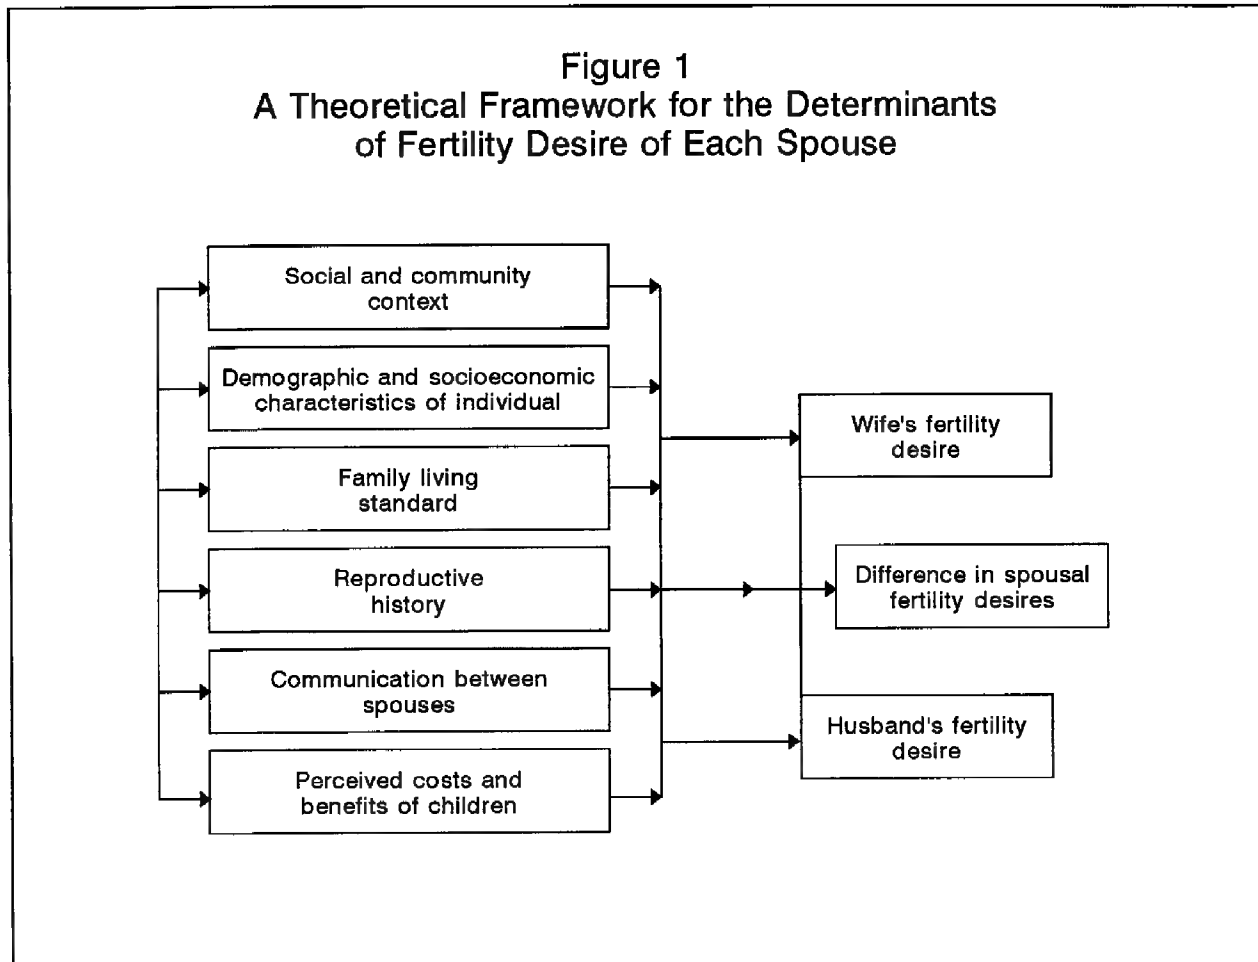 Figure 1
A Theoretical Framework for the Determinants
of Fertility Desire of Each Spouse
Social and community
context
Demographic and socioeconomic
characteristics of individual
Family living
standard
Reproductive
history
Communication between
spouses
Perceived costs and
benefits of children
Wife's fertility
desire
Difference in spousal
fertility desires
Husband's fertility
desire